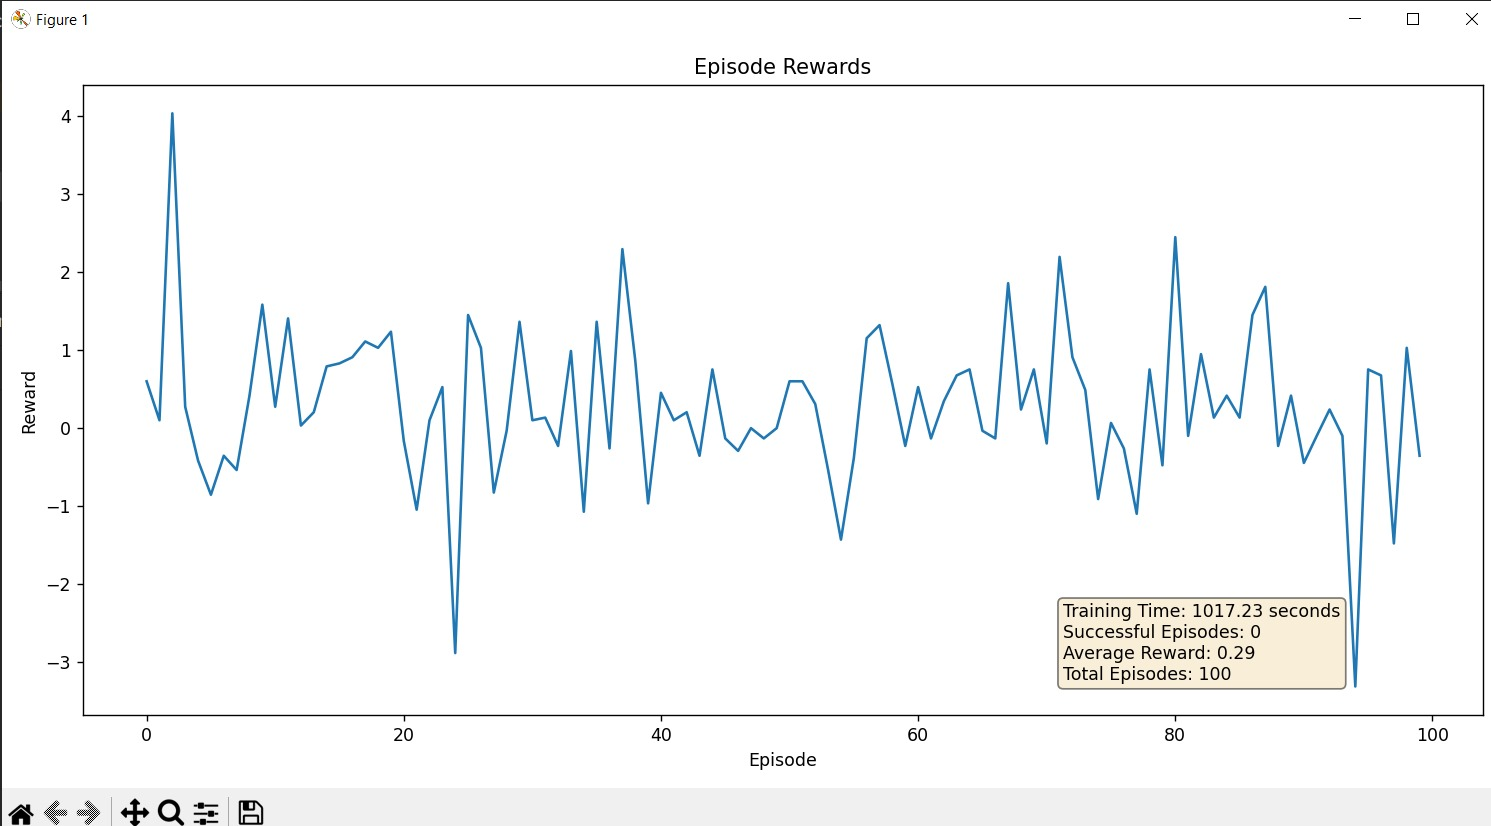 Figure 1
Episode Rewards
4
3
2
1
0
−1
−2
−3
Reward
Training Time: 1017.23 seconds
Successful Episodes: 0
Average Reward: 0.29
Total Episodes: 100
0 20 40 60 80 100
Episode